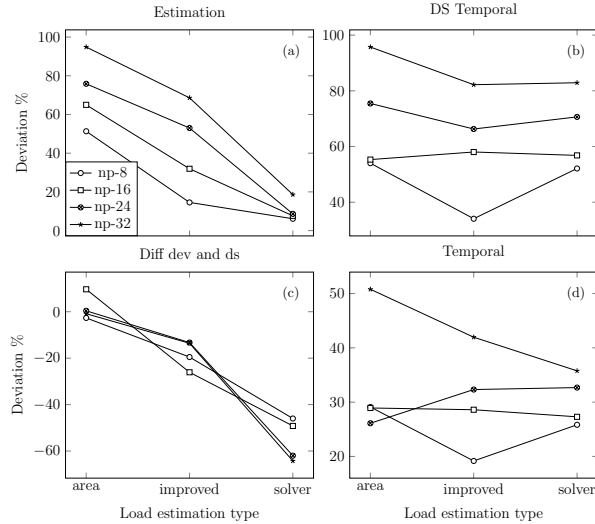 Estimation
DS Temporal
(a)
(b)
100
80
60
40
20
0
100
80
60
40
Deviation %
np-8
np-16
np-24
np-32
Diff dev and ds
Temporal
(c)
(d)
0
−20
−40
−60
50
40
30
20
Deviation %
area
improved
solver
area
improved
solver
Load estimation type
Load estimation type